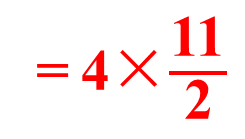 = 4 × 11/2